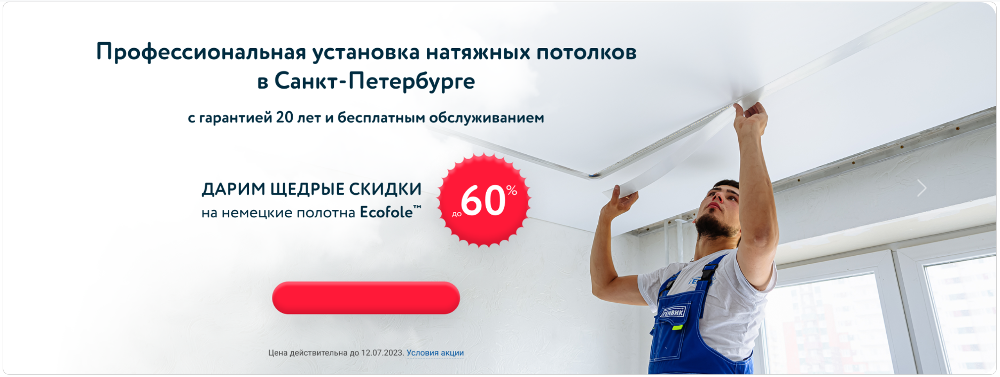 Профессиональная установка натяжных потолков
в Санкт-Петербурге
с гарантией 20 лет и бесплатным обслуживанием
ДАРИМ ЩЕДРЫЕ СКИДКИ
на немецкие полотна Ecofole™
до 60%
Цена действительна до 12.07.2023. Условия акции
ГЕНВИК